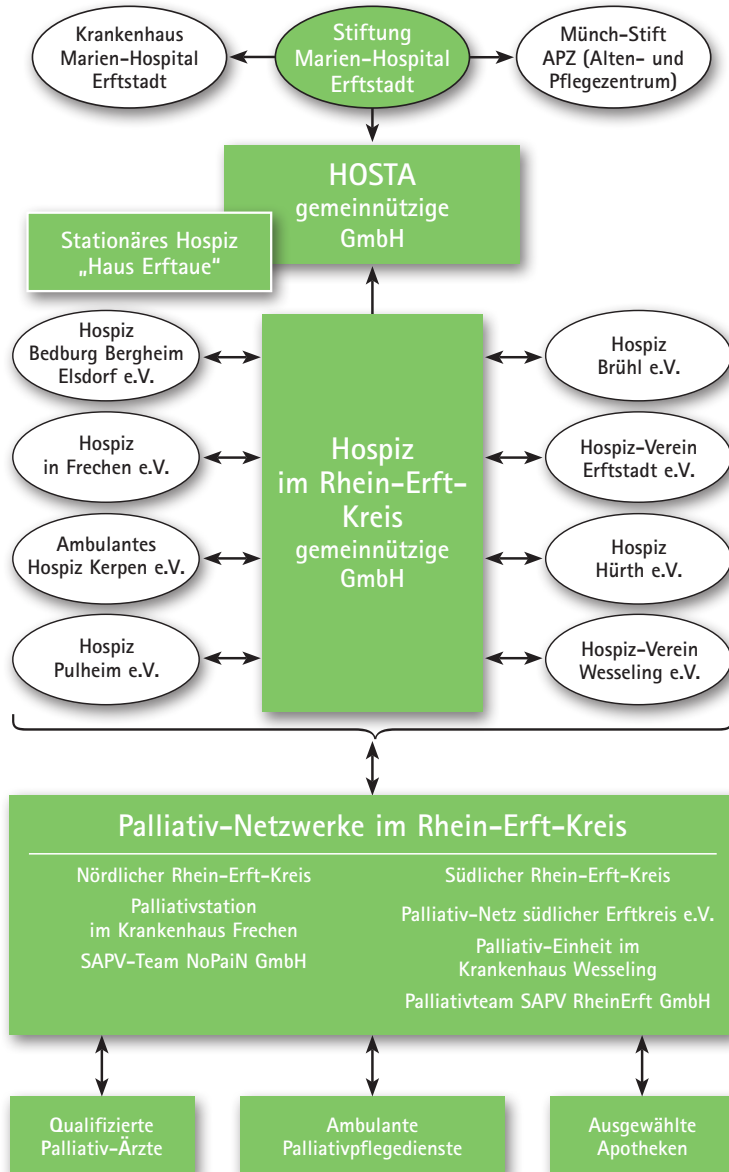 Krankenhaus
Marien-Hospital
Erftstadt
Stiftung
Marien-Hospital
Erftstadt
Münch-Stift
APZ (Alten- und
Pflegezentrum)
HOSTA
gemeinnützige
GmbH
Stationäres Hospiz
„Haus Erftaue“
Hospiz
Bedburg Bergheim
Elsdorf e.V.
Hospiz
in Frechen e.V.
Ambulantes
Hospiz Kerpen e.V.
Hospiz
Pulheim e.V.
Hospiz
im Rhein-Erft-
Kreis
gemeinnützige
GmbH
Hospiz
Brühl e.V.
Hospiz-Verein
Erftstadt e.V.
Hospiz
Hürth e.V.
Hospiz-Verein
Wesseling e.V.
Palliativ-Netzwerke im Rhein-Erft-Kreis
Nördlicher Rhein-Erft-Kreis
Palliativstation
im Krankenhaus Frechen
SAPV-Team NoPaiN GmbH
Südlicher Rhein-Erft-Kreis
Palliativ-Netz südlicher Erftkreis e.V.
Palliativ-Einheit im
Krankenhaus Wesseling
Palliativteam SAPV RheinErft GmbH
Qualifizierte
Palliativ-Ärzte
Ambulante
Palliativpflegedienste
Ausgewählte
Apotheken